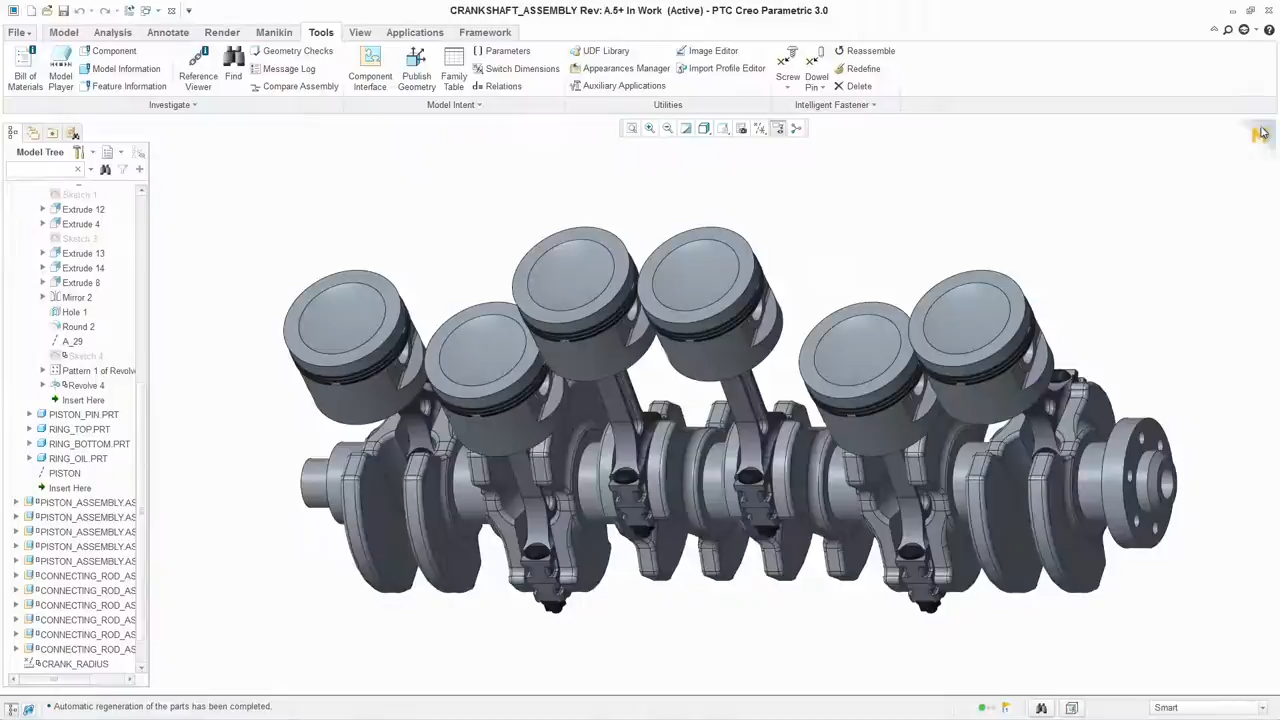 CRANKSHAFT_ASSEMBLY Rev: A.5+ In Work (Active) - PTC Creo Parametric 3.0
File Model Analysis Annotate Render Tools Manikin View Applications Framework
Component Geometry Checks Parameters UDF Library Image Editor Reassemble
Model Information Message Log Switch Dimensions Appearances Manager Import Profile Editor Redefine
Feature Information Compare Assembly Relations Auxiliary Applications Delete
Bill of Materials Model Player Reference Viewer Find Component Interface Publish Geometry Family Table Screw Dowel Pin
Investigate Model Intent Utilities Intelligent Fastener
Model Tree
Sketch 1
Extrude 12
Extrude 4
Sketch 3
Extrude 13
Extrude 14
Extrude 8
Mirror 2
Hole 1
Round 2
A_29
Sketch 4
Pattern 1 of Revolv
Revolve 4
Insert Here
PISTON_PIN.PRT
RING_TOP.PRT
RING_BOTTOM.PRT
RING_OIL.PRT
PISTON
Insert Here
PISTON_ASSEMBLY.AS
PISTON_ASSEMBLY.AS
PISTON_ASSEMBLY.AS
PISTON_ASSEMBLY.AS
PISTON_ASSEMBLY.AS
CONNECTING_ROD_AS
CONNECTING_ROD_AS
CONNECTING_ROD_AS
CONNECTING_ROD_AS
CONNECTING_ROD_AS
CONNECTING_ROD_AS
CRANK_RADIUS
• Automatic regeneration of the parts has been completed.
Smart